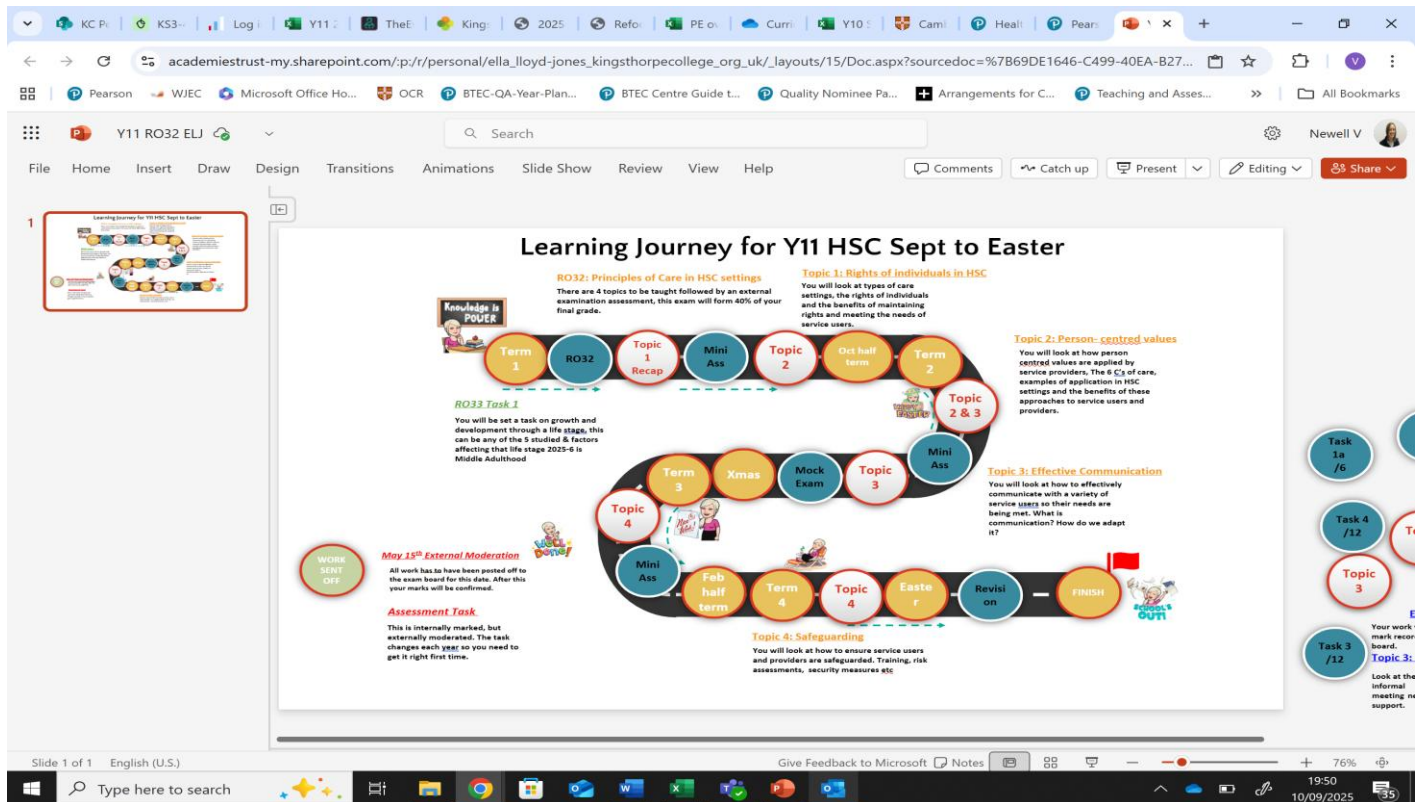 KC Po
KS3-
Log i
Y11 2
TheE
Kings
2025
Refor
PE ov
Curri
Y10 S
Cam
Healt
Pears
academiestrust-my.sharepoint.com/:p:/r/personal/ella_lloyd-jones_kingsthorpecollege_org_uk/_layouts/15/Doc.aspx?sourcedoc=%7B69DE1646-C499-40EA-B27...
V
Pearson
WJEC
Microsoft Office Ho...
OCR
BTEC-QA-Year-Plan...
BTEC Centre Guide t...
Quality Nominee Pa...
Arrangements for C...
Teaching and Asses...
All Bookmarks
Y11 RO32 ELJ
Search
Newell V
File Home Insert Draw Design Transitions Animations Slide Show Review View Help
Comments
Catch up
Present
Editing
Share
1
Learning Journey for Y11 HSC Sept to Easter
Learning Journey for Y11 HSC Sept to Easter
RO32: Principles of Care in HSC settings
There are 4 topics to be taught followed by an external
examination assessment, this exam will form 40% of your
final grade.
Topic 1: Rights of individuals in HSC
You will look at types of care
settings, the rights of individuals
and the benefits of maintaining
rights and meeting the needs of
service users.
Knowledge is
POWER
Term
1
RO32
Topic
1
Recap
Mini
Ass
Topic
2
Oct half
term
Term
2
Topic 2: Person- centred values
You will look at how person
centred values are applied by
service providers, The 6 C's of care,
examples of application in HSC
settings and the benefits of these
approaches to service users and
providers.
Topic
2 & 3
RO33 Task 1
You will be set a task on growth and
development through a life stage, this
can be any of the 5 studied & factors
affecting that life stage 2025-6 is
Middle Adulthood
Mini
Ass
Topic
3
Mock
Exam
Xmas
Term
3
Topic 3: Effective Communication
You will look at how to effectively
communicate with a variety of
service users so their needs are
being met. What is
communication? How do we adapt
it?
Topic
4
Well
Done!
WORK
SENT
OFF
May 15th External Moderation
All work has to have been posted off to
the exam board for this date. After this
your marks will be confirmed.
Assessment Task
This is internally marked, but
externally moderated. The task
changes each year so you need to
get it right first time.
Mini
Ass
Feb
half
term
Term
4
Topic
4
Easte
r
Revisi
on
FINISH
SCHOOL'S
OUT!
Topic 4: Safeguarding
You will look at how to ensure service users
and providers are safeguarded. Training, risk
assessments, security measures etc
Task
1a
/6
Task 4
/12
Topic
3
Task 3
/12
Your work
mark recor
board.
Topic 3:
Look at the
informal
meeting ne
support.
Slide 1 of 1 English (U.S.)
Give Feedback to Microsoft Notes
76%
Type here to search
19:50
10/09/2025
35